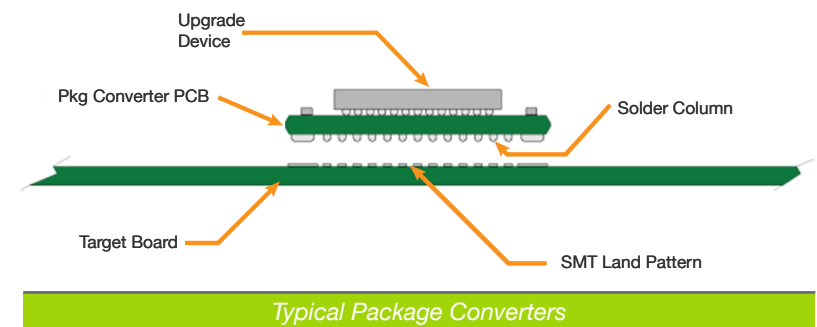 Upgrade
Device
Pkg Converter PCB
Solder Column
Target Board
SMT Land Pattern
Typical Package Converters